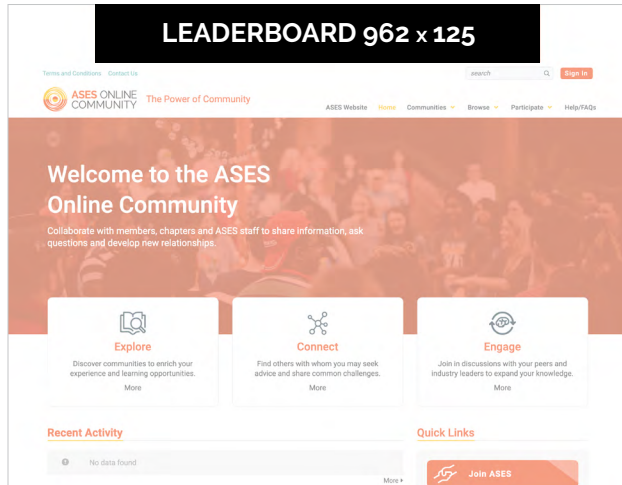 LEADERBOARD 962 x 125
Terms and Conditions Contact Us
search
Sign In
ASES ONLINE
COMMUNITY
The Power of Community
ASES Website Home Communities Browse Participate Help/FAQs
Welcome to the ASES
Online Community
Collaborate with members, chapters and ASES staff to share information, ask
questions and develop new relationships.
Explore
Discover communities to enrich your
experience and learning opportunities.
More
Connect
Find others with whom you may seek
advice and share common challenges.
More
Engage
Join in discussions with your peers and
industry leaders to expand your knowledge.
More
Recent Activity
No data found
More
Quick Links
Join ASES